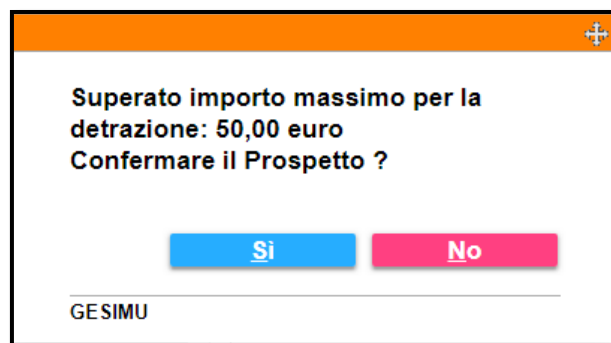 Superato importo massimo per la
detrazione: 50,00 euro
Confermare il Prospetto ?
Sì No
GESIMU